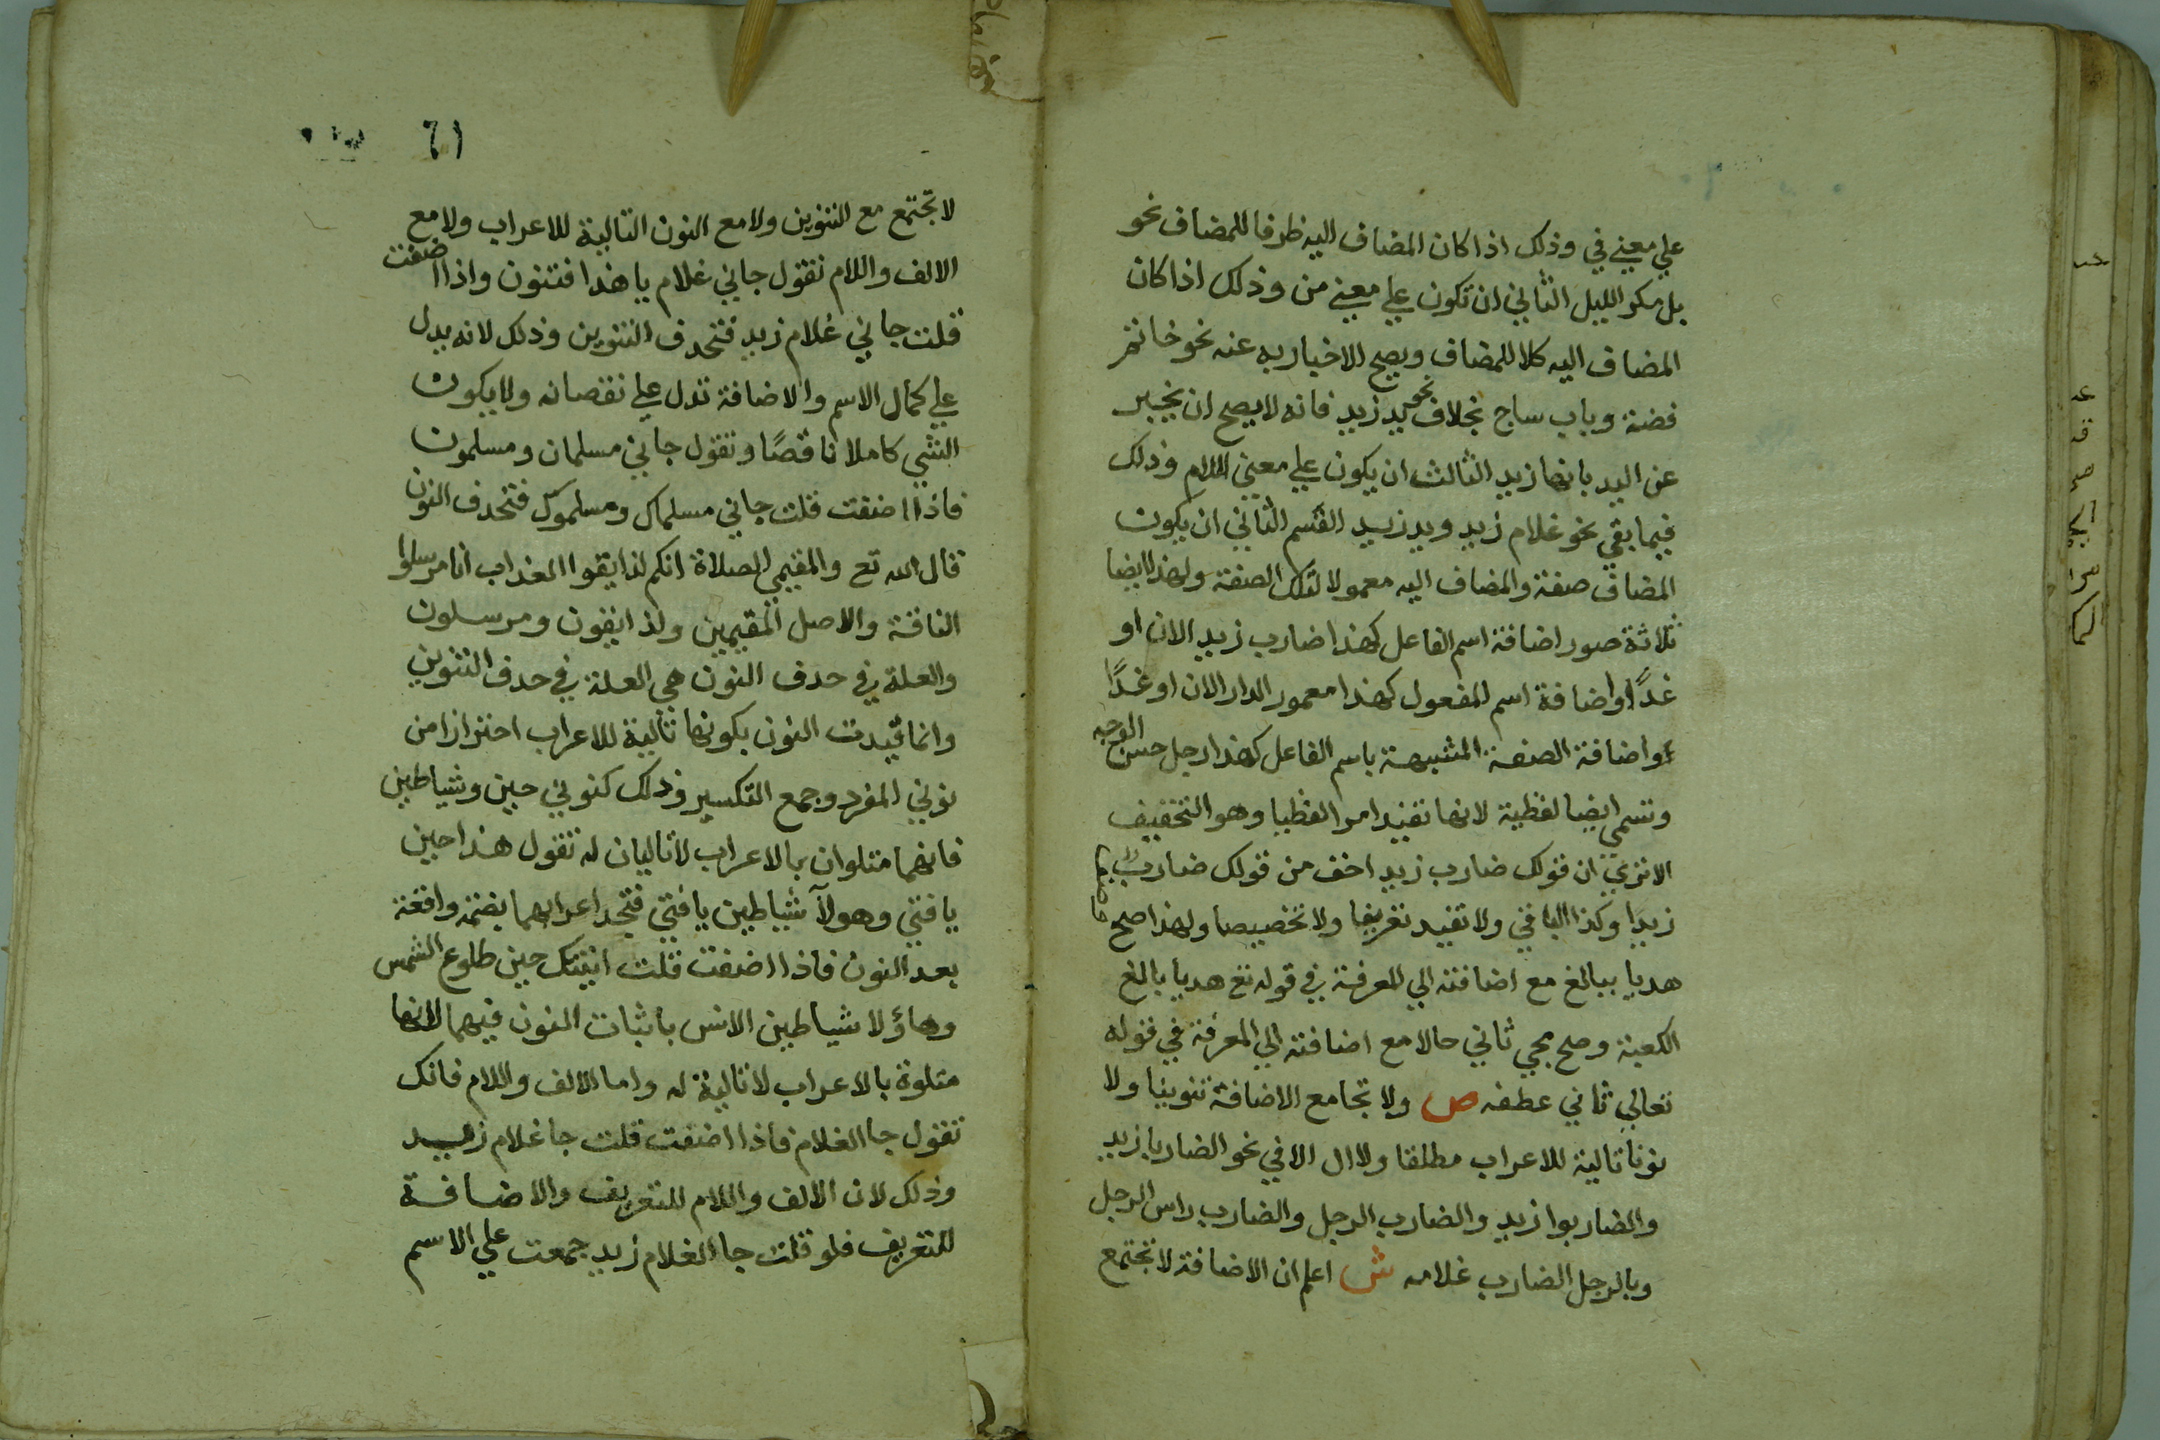 علي معني في وذلك اذا كان المضاف اليه ظرفا للمضاف نحو
بل مكر الليل الثاني ان تكون علي معني من وذلك اذا كان
المضاف اليه كلا للمضاف ويصح الاخبار به عنه نحو خاتم
فضة وباب ساج بخلاف نحو يد زيد فانه لا يصح ان يخبر
عن اليد بانها زيد الثالث ان يكون علي معني اللام وذلك
فيما بقي نحو غلام زيد ويد زيد القسم الثاني ان يكون
المضاف صفة والمضاف اليه معمولا لتلك الصفة ولهذا ايضا
ثلاثة صور اضافة اسم الفاعل كهذا ضارب زيد الان او
غدًا او اضافة اسم المفعول كهذا معمور الدار الان او غدًا
او اضافة الصفة المشبهة باسم الفاعل كهذا رجل حسن الوجه
وتسمي ايضا لفظية لانها تفيد امرا لفظيا وهو التخفيف
الا تري ان قولك ضارب زيد اخف من قولك ضارب
زيدا وكذا الباقي ولا تفيد تعريفا ولا تخصيصا ولهذا صح
هديا ببالغ مع اضافته الي المعرفة في قوله تع هديا بالغ
الكعبة وصح مجي ثاني حالا مع اضافته الي المعرفة في قوله
تعالي ثاني عطفه ص ولا تجامع الاضافة تنوينا ولا
نونا تالية للاعراب مطلقا ولا ال الا في نحو الضاربا زيد
والضاربوا زيد والضارب الرجل والضارب راس الرجل
وبالرجل الضارب غلامه ش اعلم ان الاضافة لا تجتمع
٦١
لا تجتمع مع التنوين ولا مع النون التالية للاعراب ولا مع
الالف واللام تقول جاني غلام يا هذا فتنون واذا اضفت
قلت جاني غلام زيد فتحدف التنوين وذلك لانه يدل
علي كمال الاسم والاضافة تدل علي نقصانه ولا يكون
الشي كاملا ناقصًا وتقول جاني مسلمان ومسلمون
فاذا اضفت قلت جاني مسلماك ومسلموك فتحدف النون
قال الله تع والمقيمي الصلاة انكم لذايقوا العذاب انا مرسلوا
الناقة والاصل المقيمين ولذايقون ومرسلون
والعلة في حدف النون هي العلة في حدف التنوين
وانما قيدت النون بكونها تالية للاعراب احترازا من
نوني المفرد وجمع التكسير وذلك كنوني حين وشياطين
فانهما متلوان بالاعراب لا تاليان له تقول هذا حين
يا فتي وهولآ شياطين يا فتي فتجد اعرابهما بضمة واقعة
بعد النون فاذا اضفت قلت اتيتك حين طلوع الشمس
وهاؤلا شياطين الانس باثبات النون فيهما لانها
متلوة بالاعراب لا تالية له واما الالف واللام فانك
تقول جا الغلام فاذا اضفت قلت جا غلام زيد
وذلك لان الالف واللام للتعريف والاضافة
للتعريف فلو قلت جا الغلام زيد جمعت علي الاسم